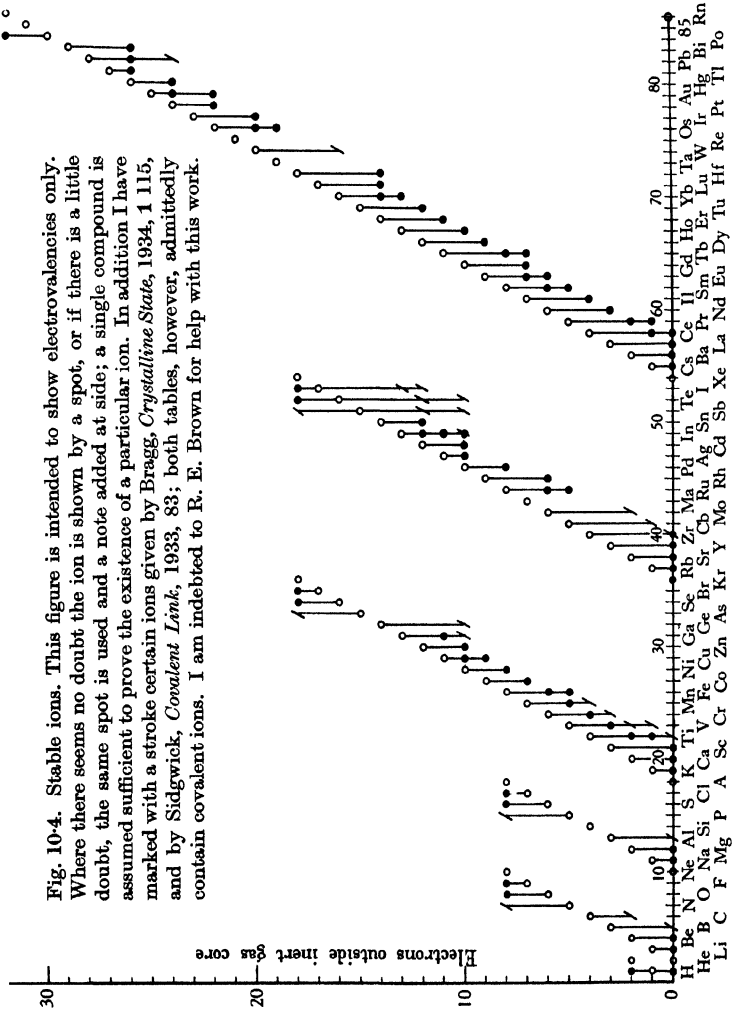 Fig. 10·4. Stable ions. This figure is intended to show electrovalencies only.
Where there seems no doubt the ion is shown by a spot, or if there is a little
doubt, the same spot is used and a note added at side; a single compound is
assumed sufficient to prove the existence of a particular ion. In addition I have
marked with a stroke certain ions given by Bragg, Crystalline State, 1934, 1 115,
and by Sidgwick, Covalent Link, 1933, 83; both tables, however, admittedly
contain covalent ions. I am indebted to R. E. Brown for help with this work.
c
Electrons outside inert gas core
30
20
10
0
10 20 30 40 50 60 70 80
H Be N Ne Al S K Ti Mn Ni Ga Se Rb Zr Ma Pd In Te Cs Ce Il Gd Ho Yb Ta Os Au Pb 85
He B O Na Si Cl Ca V Fe Cu Ge Br Sr Cb Ru Ag Sn I Ba Pr Sm Tb Er Lu W Ir Hg Bi Rn
Li C F Mg P A Sc Cr Co Zn As Kr Y Mo Rh Cd Sb Xe La Nd Eu Dy Tu Hf Re Pt Tl Po